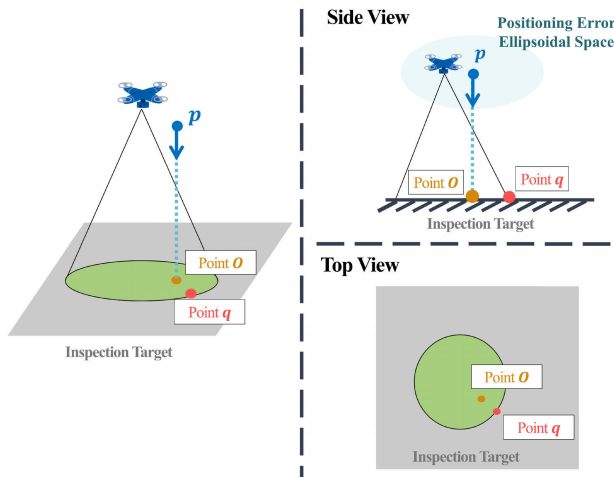 p
Point O
Point q
Inspection Target
Side View
Positioning Error
Ellipsoidal Space
p
Point O
Point q
Inspection Target
Top View
Point O
Point q
Inspection Target